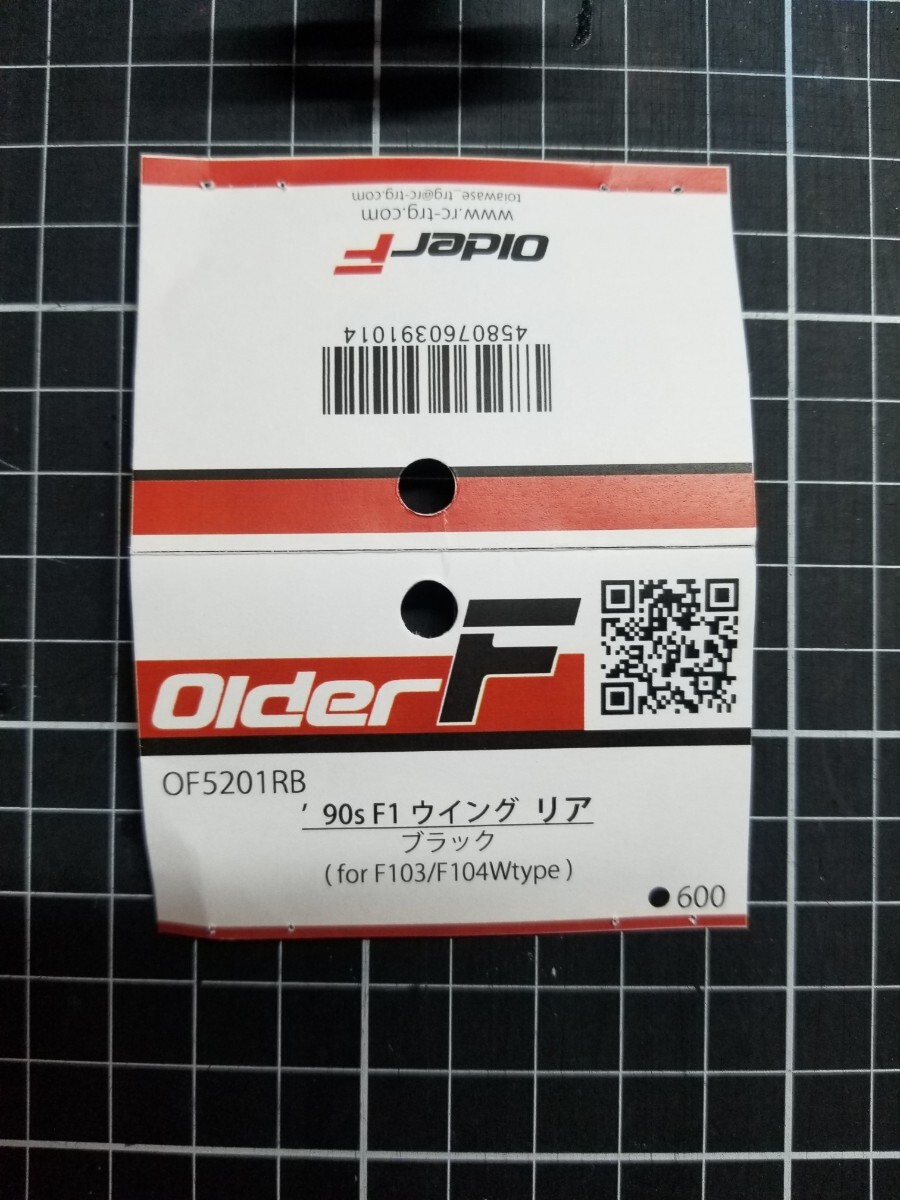 toiawase_trg@rc-trg.com
www.rc-trg.com
OlderF
4580760391014
OlderF
OF5201RB
’90s F1 ウイング リア
ブラック
( for F103/F104Wtype )
●600